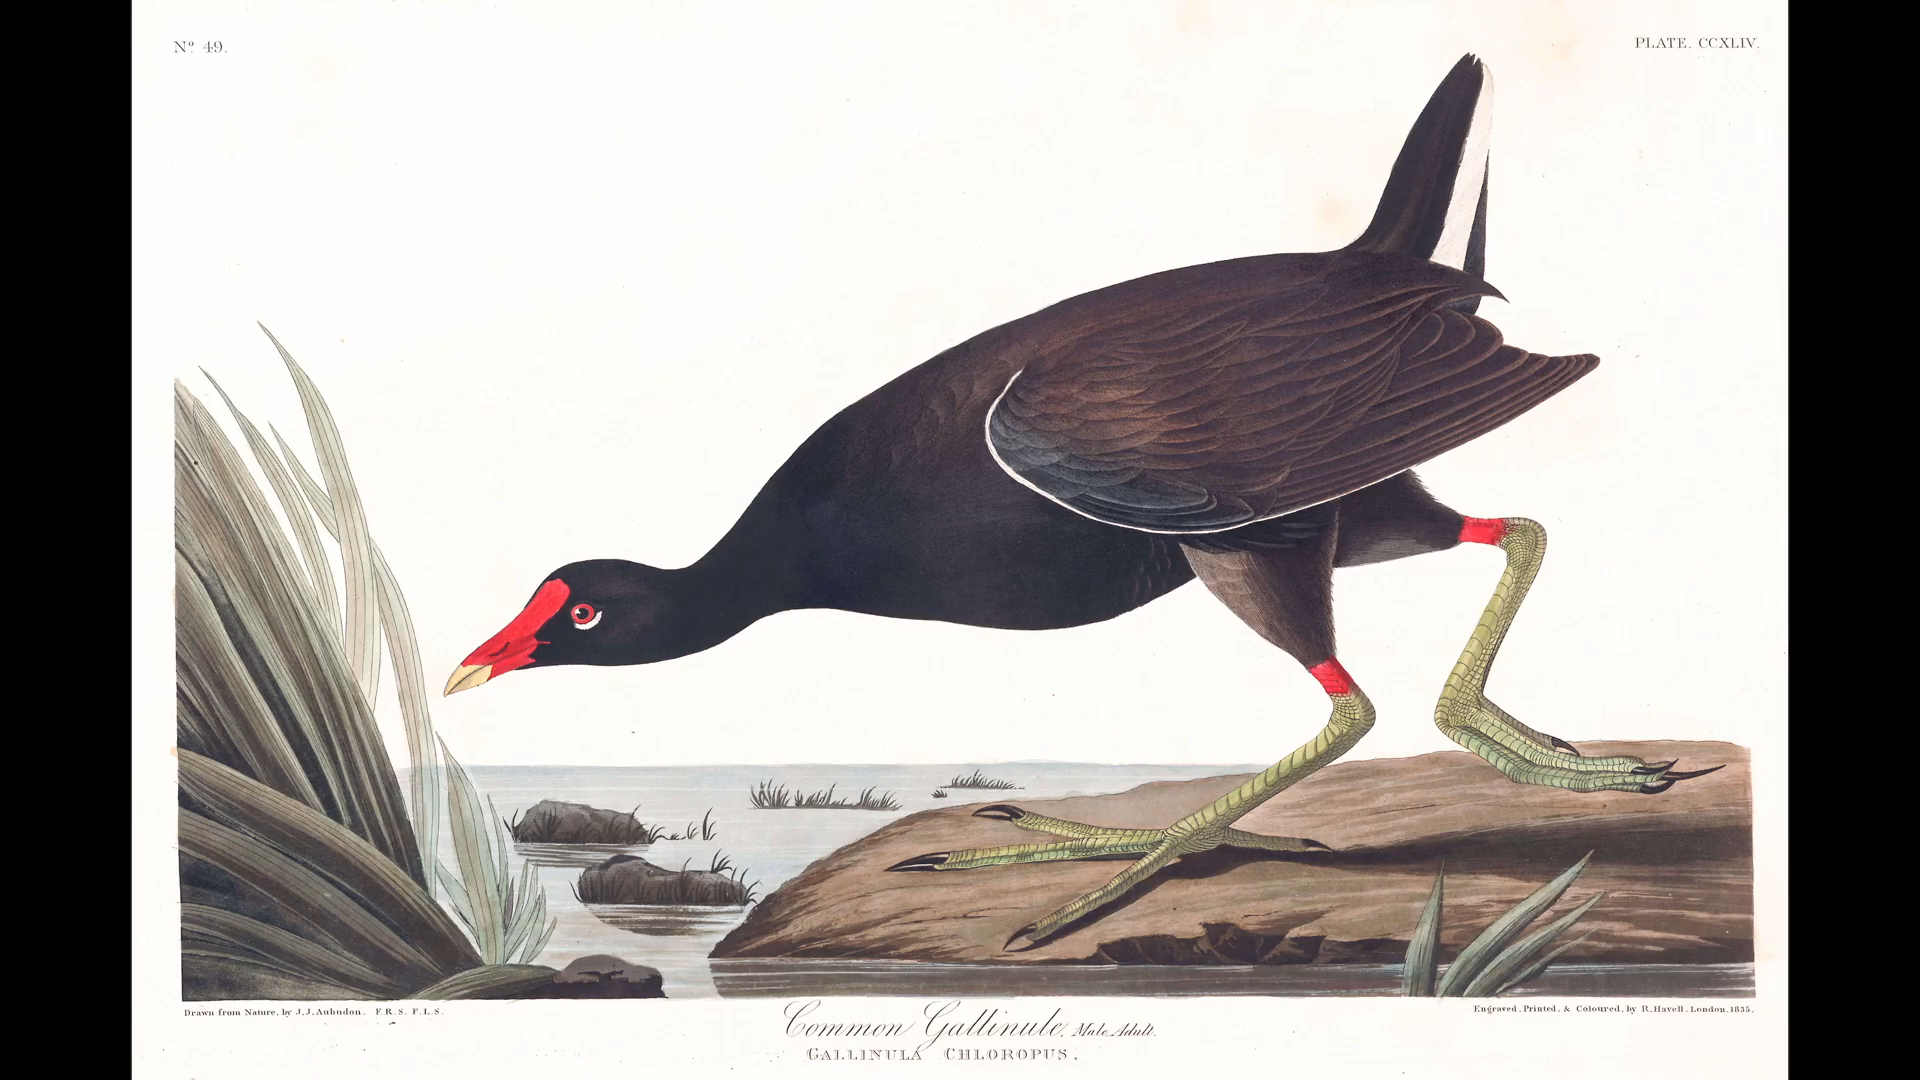 Nº 49.
PLATE. CCXLIV.
Drawn from Nature, by J.J. Audubon. F.R.S. F.L.S.
Engraved, Printed, & Coloured, by R. Havell. London. 1835.
Common Gallinule. Male Adult.
GALLINULA CHLOROPUS.